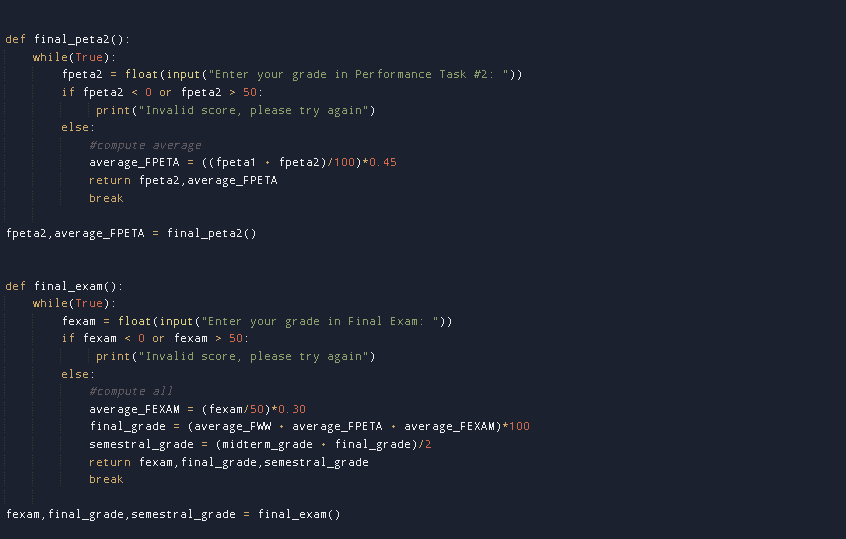 def final_peta2():
    while(True):
        fpeta2 = float(input("Enter your grade in Performance Task #2: "))
        if fpeta2 < 0 or fpeta2 > 50:
             print("Invalid score, please try again")
        else:
            #compute average
            average_FPETA = ((fpeta1 + fpeta2)/100)*0.45
            return fpeta2,average_FPETA
            break
fpeta2,average_FPETA = final_peta2()
def final_exam():
    while(True):
        fexam = float(input("Enter your grade in Final Exam: "))
        if fexam < 0 or fexam > 50:
             print("Invalid score, please try again")
        else:
            #compute all
            average_FEXAM = (fexam/50)*0.30
            final_grade = (average_FWW + average_FPETA + average_FEXAM)*100
            semestral_grade = (midterm_grade + final_grade)/2
            return fexam,final_grade,semestral_grade
            break
fexam,final_grade,semestral_grade = final_exam()